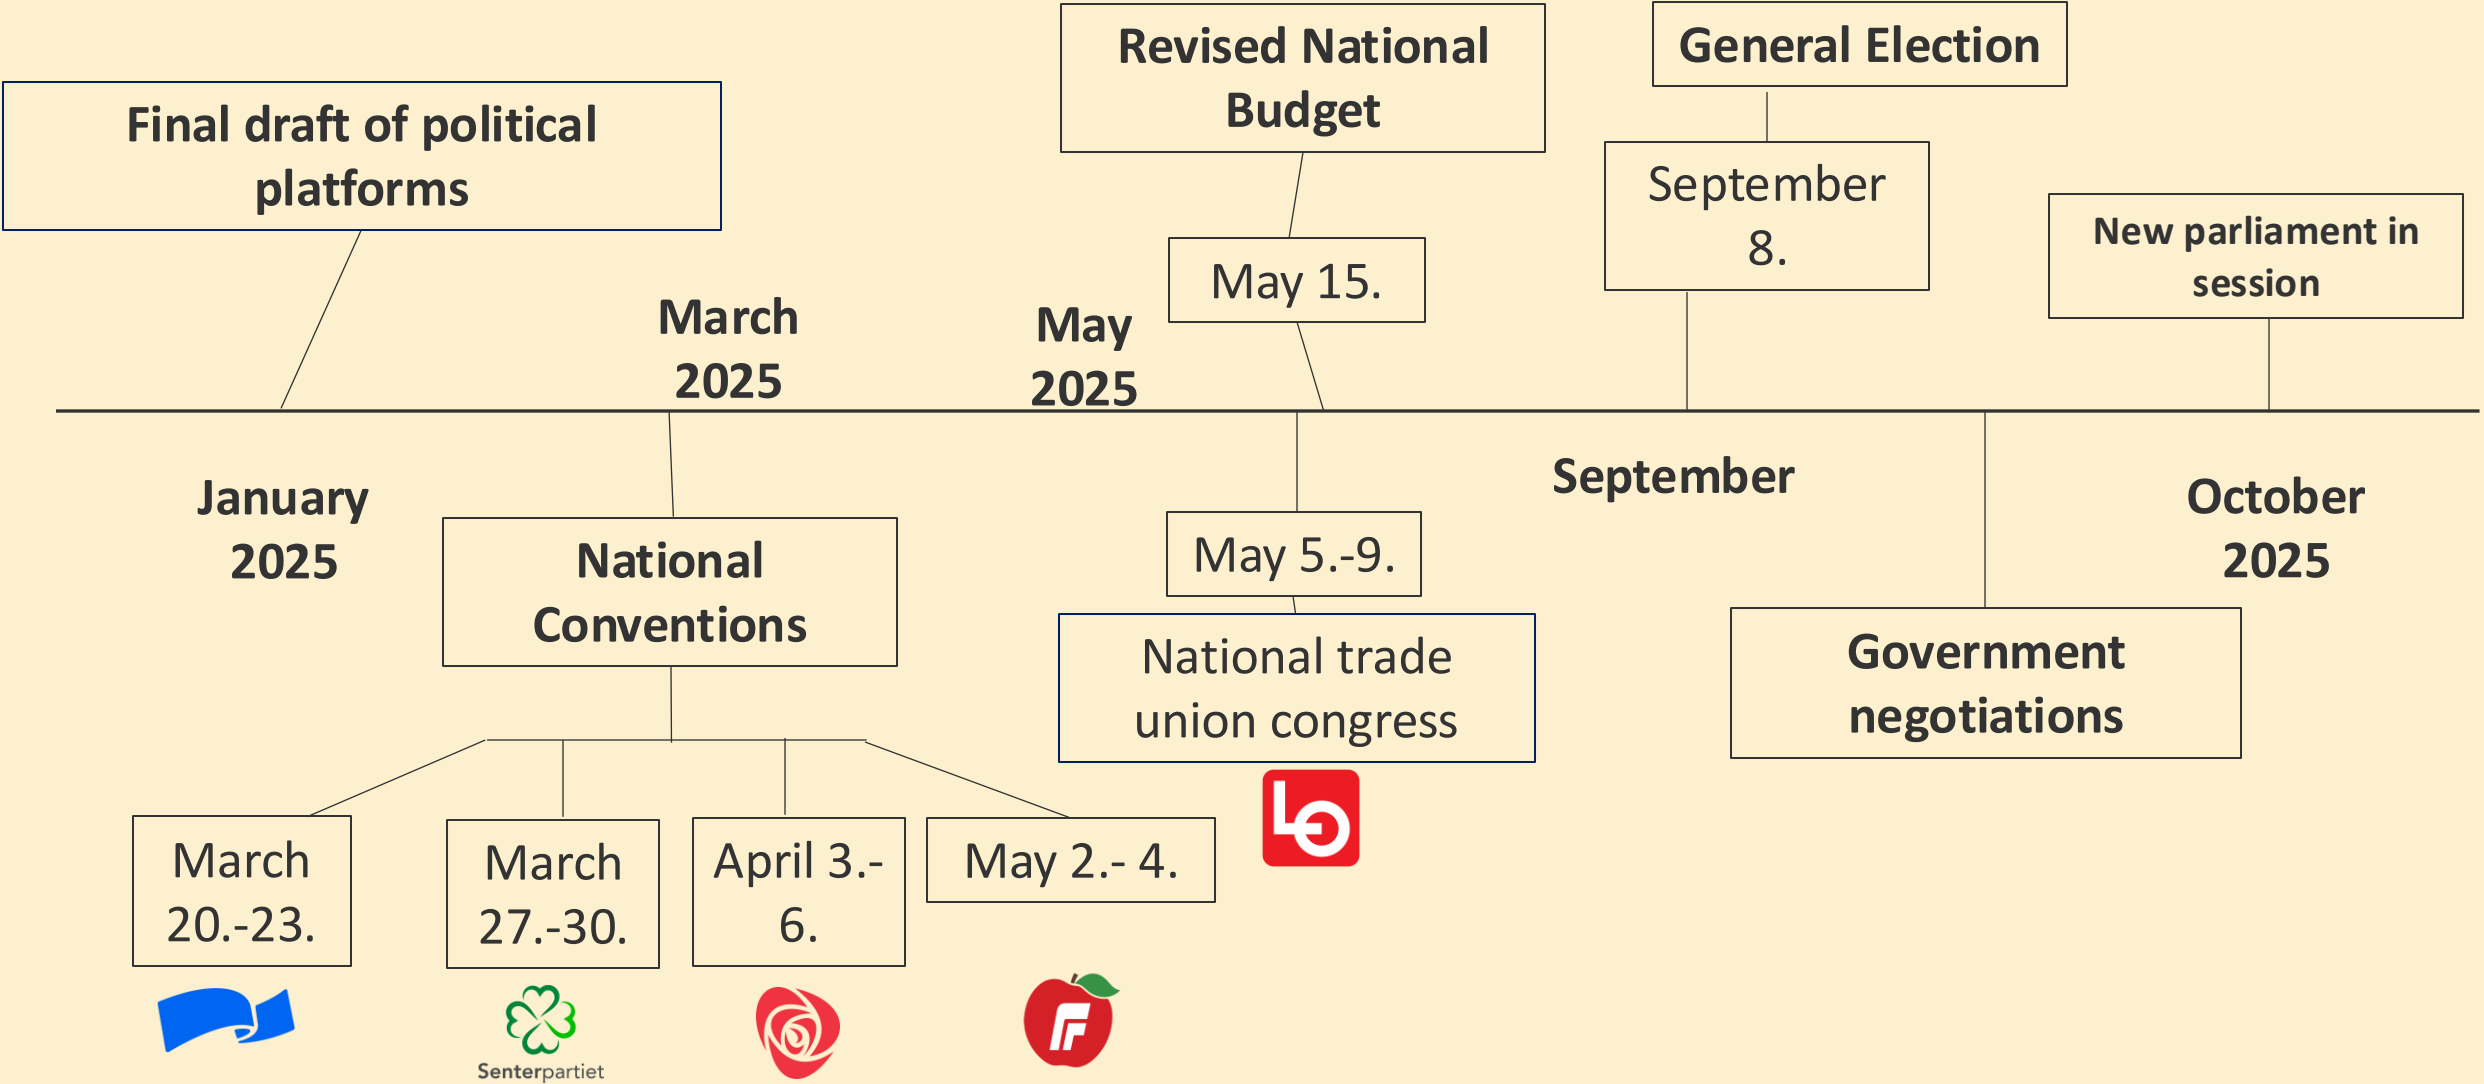 Final draft of political
platforms
Revised National
Budget
General Election
September
8.
New parliament in
session
May 15.
March
2025
May
2025
January
2025
September
October
2025
National
Conventions
May 5.-9.
National trade
union congress
LO
Government
negotiations
March
20.-23.
March
27.-30.
April 3.-
6.
May 2.- 4.
Senterpartiet
F